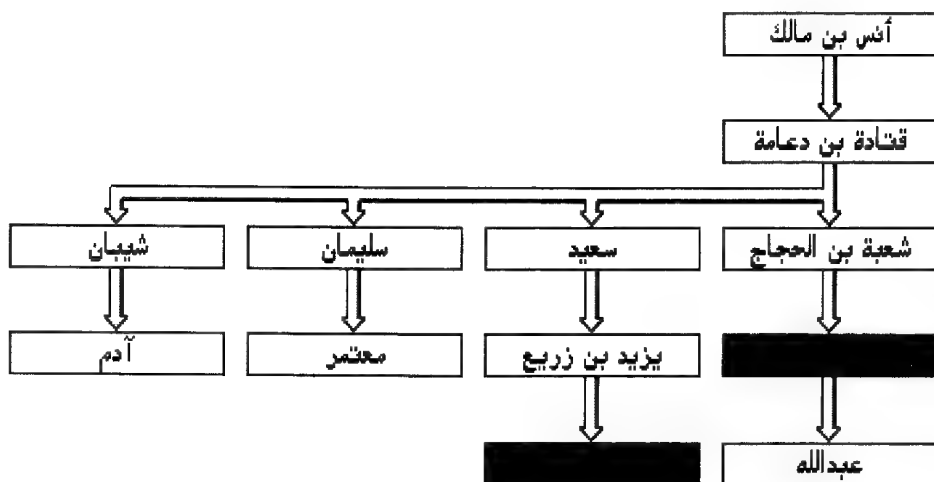 أنس بن مالك
قتادة بن دعامة
شعبة بن الحجاج
سعيد
سليمان
شيبان
يزيد بن زريع
معتمر
آدم
عبدالله